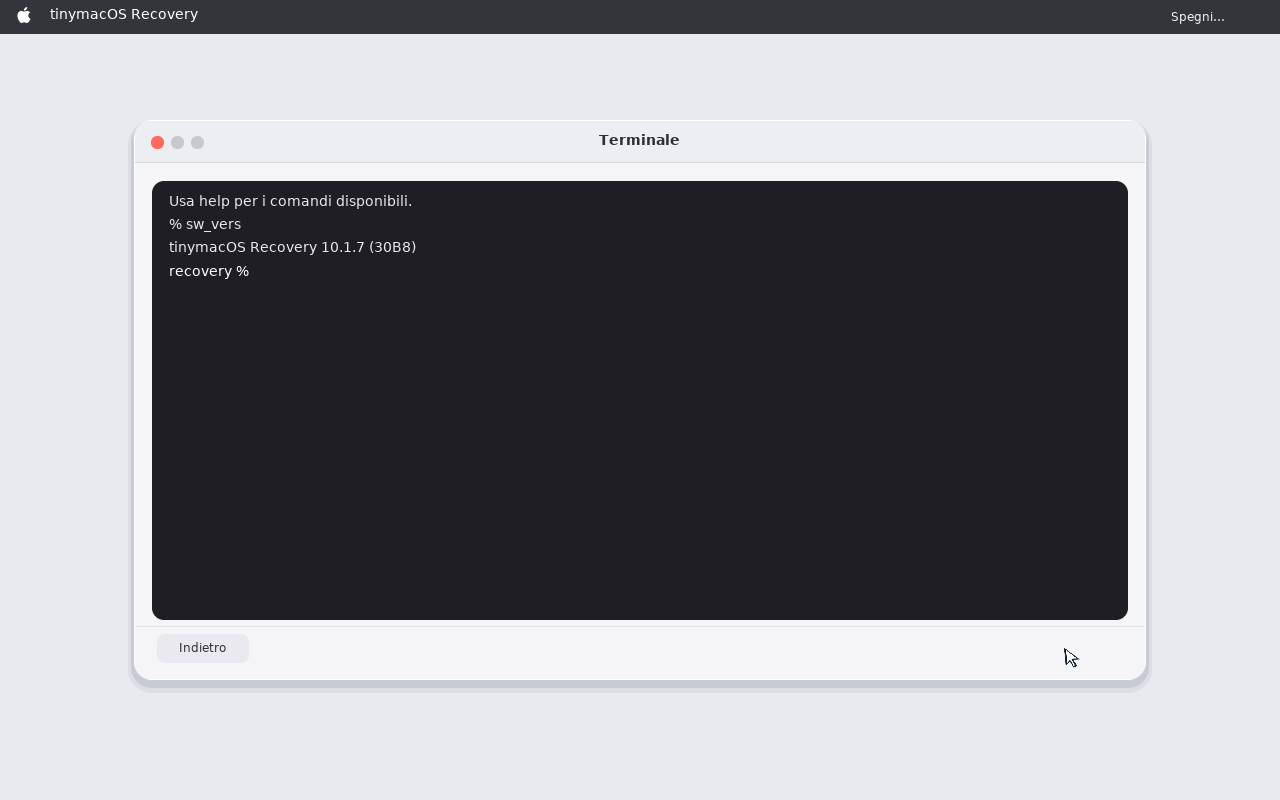 tinymacOS Recovery
Spegni...
Terminale
Usa help per i comandi disponibili.
% sw_vers
tinymacOS Recovery 10.1.7 (30B8)
recovery %
Indietro